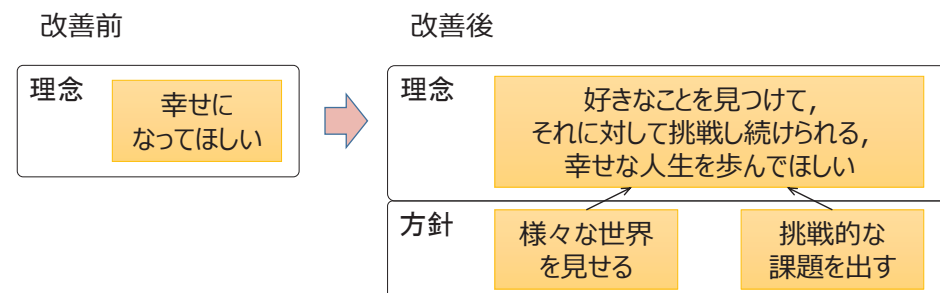 改善前
改善後
理念
幸せに
なってほしい
理念
好きなことを見つけて,
それに対して挑戦し続けられる,
幸せな人生を歩んでほしい
方針
様々な世界
を見せる
挑戦的な
課題を出す